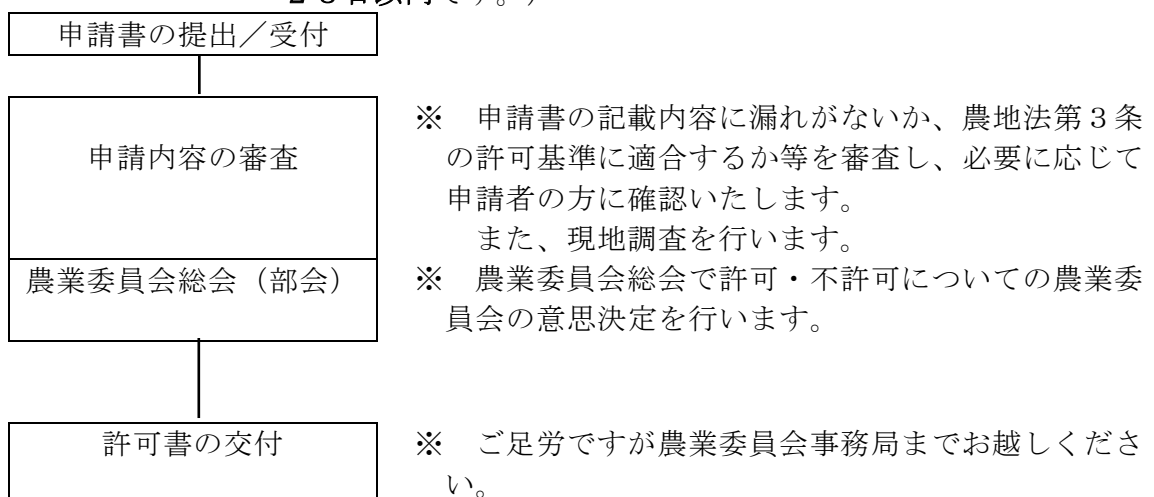 以内です。）
申請書の提出／受付
※　申請書の記載内容に漏れがないか、農地法第３条
の許可基準に適合するか等を審査し、必要に応じて
申請内容の審査
申請者の方に確認いたします。
また、現地調査を行います。
農業委員会総会（部会）
※　農業委員会総会で許可・不許可についての農業委
員会の意思決定を行います。
許可書の交付
※　ご足労ですが農業委員会事務局までお越しくださ
い。